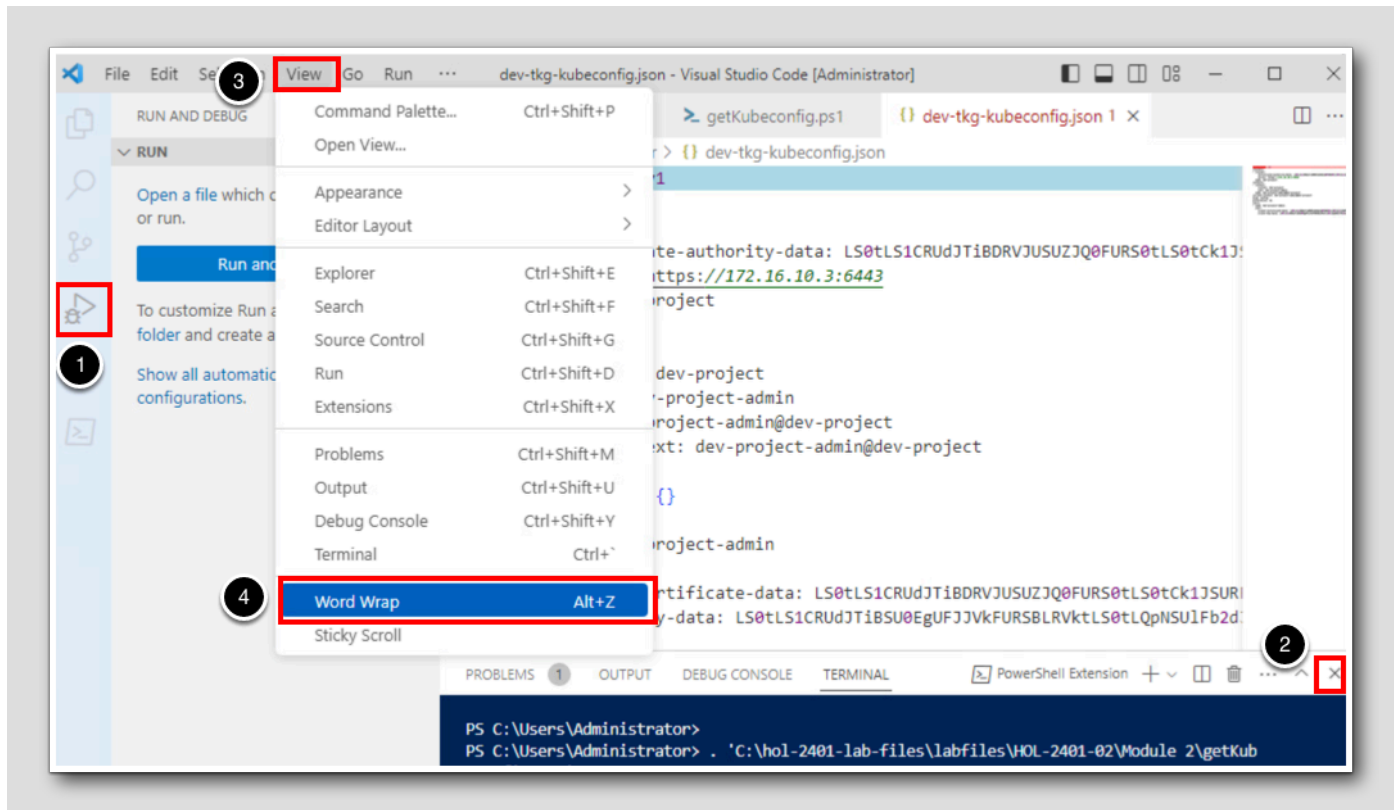 File Edit Se View Go Run ··· dev-tkg-kubeconfig.json - Visual Studio Code [Administrator]
3
RUN AND DEBUG
RUN
Open a file which
or run.
Run and
To customize Run
folder and create a
Show all automatic
configurations.
1
Command Palette... Ctrl+Shift+P
Open View...
Appearance
Editor Layout
Explorer Ctrl+Shift+E
Search Ctrl+Shift+F
Source Control Ctrl+Shift+G
Run Ctrl+Shift+D
Extensions Ctrl+Shift+X
Problems Ctrl+Shift+M
Output Ctrl+Shift+U
Debug Console Ctrl+Shift+Y
Terminal Ctrl+`
4
Word Wrap Alt+Z
Sticky Scroll
getKubeconfig.ps1 {} dev-tkg-kubeconfig.json 1
r > {} dev-tkg-kubeconfig.json
1
te-authority-data: LS0tLS1CRUdJTiBDRVJUSUZJQ0FURS0tLS0tCk1J
ttps://172.16.10.3:6443
roject
dev-project
-project-admin
roject-admin@dev-project
ext: dev-project-admin@dev-project
{}
roject-admin
rtificate-data: LS0tLS1CRUdJTiBDRVJUSUZJQ0FURS0tLS0tCk1JSUR
y-data: LS0tLS1CRUdJTiBSU0EgUFJJVkFURSBLRVktLS0tLQpNSUlFb2d
2
PROBLEMS 1 OUTPUT DEBUG CONSOLE TERMINAL PowerShell Extension
PS C:\Users\Administrator>
PS C:\Users\Administrator> . 'C:\hol-2401-lab-files\labfiles\HOL-2401-02\Module 2\getKub